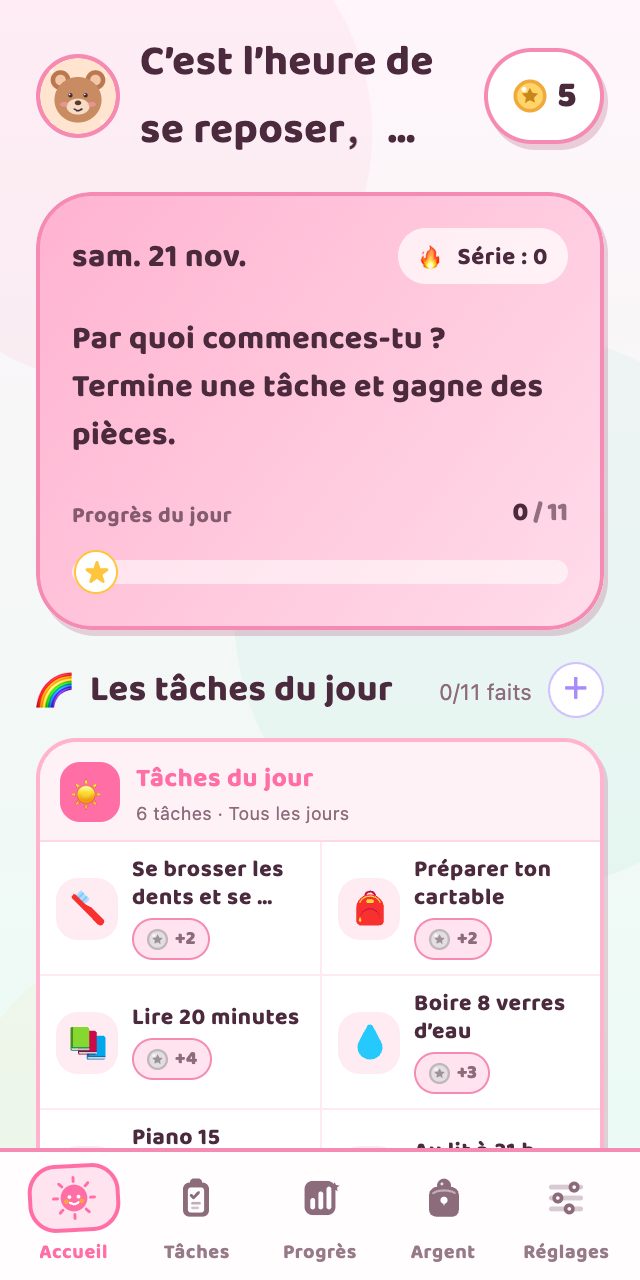 C'est l'heure de
se reposer, ...
5
sam. 21 nov.
Série : 0
Par quoi commences-tu ?
Termine une tâche et gagne des
pièces.
Progrès du jour
0 / 11
Les tâches du jour
0/11 faits
Tâches du jour
6 tâches · Tous les jours
Se brosser les
dents et se ...
+2
Préparer ton
cartable
+2
Lire 20 minutes
+4
Boire 8 verres
d'eau
+3
Piano 15
Au lit à 21 h
Accueil
Tâches
Progrès
Argent
Réglages